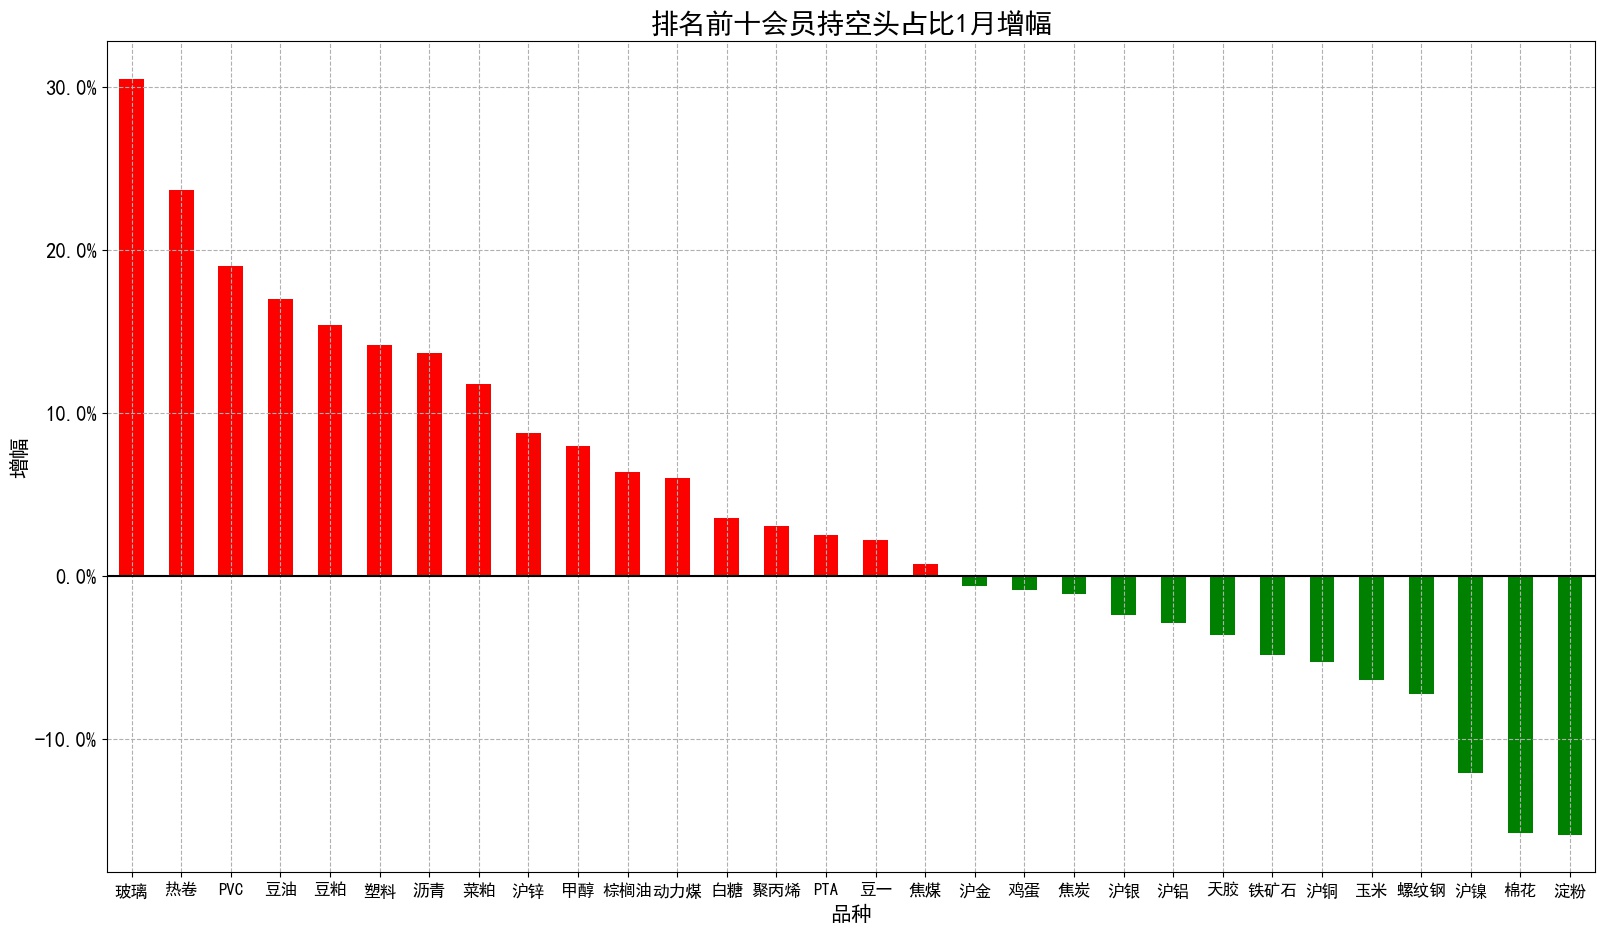 排名前十会员持空头占比1月增幅
30.0%
20.0%
10.0%
0.0%
-10.0%
增幅
玻璃 热卷 PVC 豆油 豆粕 塑料 沥青 菜粕 沪锌 甲醇 棕榈油 动力煤 白糖 聚丙烯 PTA 豆一 焦煤 沪金 鸡蛋 焦炭 沪银 沪铝 天胶 铁矿石 沪铜 玉米 螺纹钢 沪镍 棉花 淀粉
品种